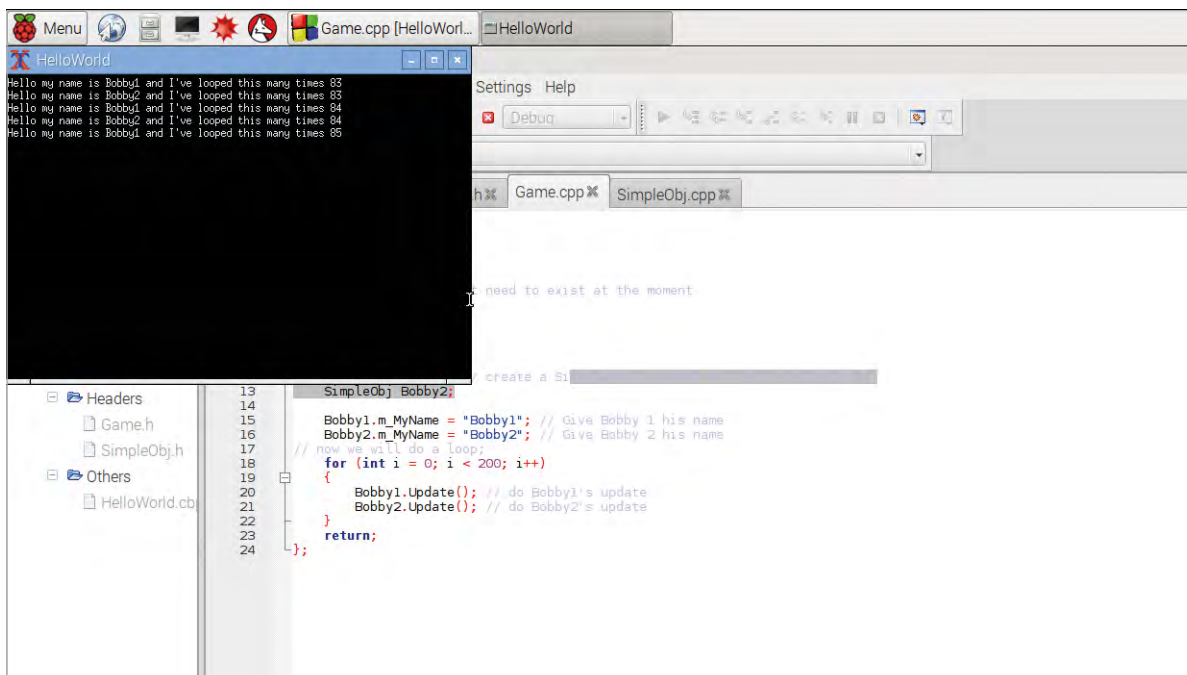 Menu Game.cpp [HelloWorl... HelloWorld
HelloWorld
Hello my name is Bobby1 and I've looped this many times 83
Hello my name is Bobby2 and I've looped this many times 83
Hello my name is Bobby1 and I've looped this many times 84
Hello my name is Bobby2 and I've looped this many times 84
Hello my name is Bobby1 and I've looped this many times 85
Settings Help
Debug
h Game.cpp SimpleObj.cpp
t need to exist at the moment
/ create a Si
Headers
Game.h
SimpleObj.h
Others
HelloWorld.cb
13 SimpleObj Bobby2;
14
15 Bobby1.m_MyName = "Bobby1"; // Give Bobby 1 his name
16 Bobby2.m_MyName = "Bobby2"; // Give Bobby 2 his name
17 // now we will do a loop;
18 for (int i = 0; i < 200; i++)
19 {
20 Bobby1.Update(); // do Bobby1's update
21 Bobby2.Update(); // do Bobby2's update
22 }
23 return;
24 };